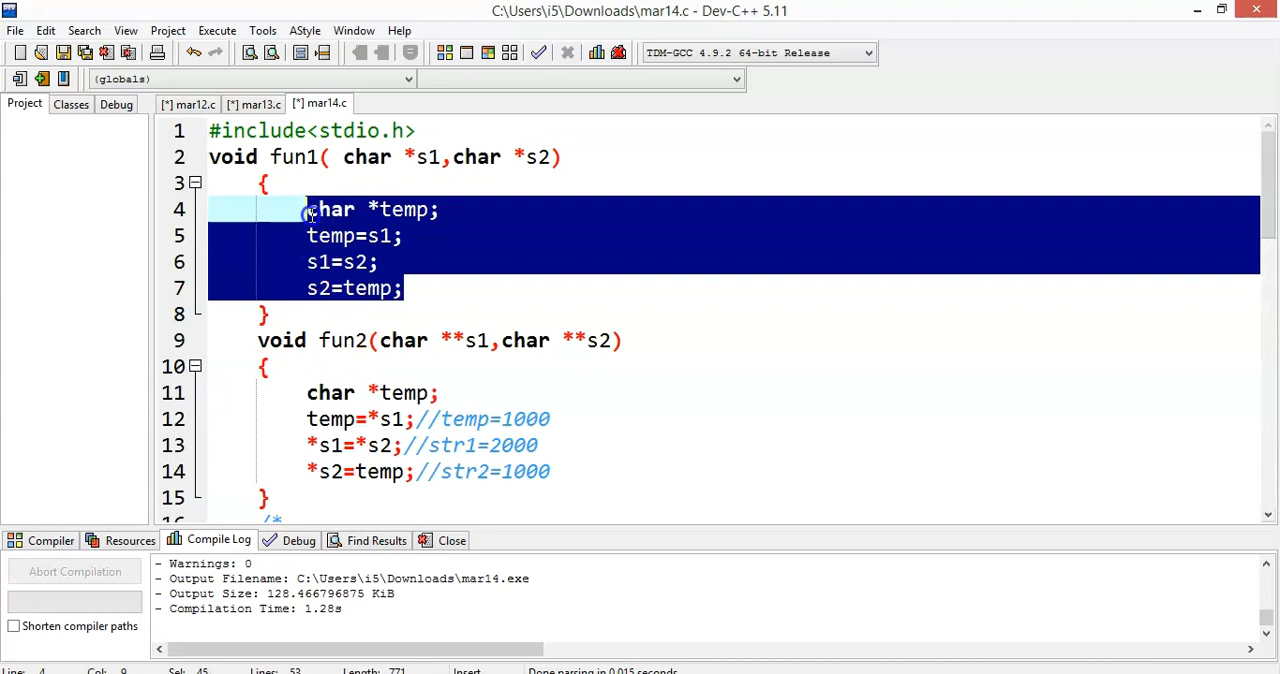 C:\Users\i5\Downloads\mar14.c - Dev-C++ 5.11
File Edit Search View Project Execute Tools AStyle Window Help
TDM-GCC 4.9.2 64-bit Release
(globals)
Project Classes Debug [*] mar12.c [*] mar13.c [*] mar14.c
1 #include<stdio.h>
2 void fun1( char *s1,char *s2)
3 {
4 char *temp;
5 temp=s1;
6 s1=s2;
7 s2=temp;
8 }
9 void fun2(char **s1,char **s2)
10 {
11 char *temp;
12 temp=*s1;//temp=1000
13 *s1=*s2;//str1=2000
14 *s2=temp;//str2=1000
15 }
16 /*
Compiler Resources Compile Log Debug Find Results Close
Abort Compilation
Shorten compiler paths
- Warnings: 0
- Output Filename: C:\Users\i5\Downloads\mar14.exe
- Output Size: 128.466796875 KiB
- Compilation Time: 1.28s
Line: 4 Col: 9 Sel: 45 Lines: 53 Length: 771 Insert Done parsing in 0.015 seconds